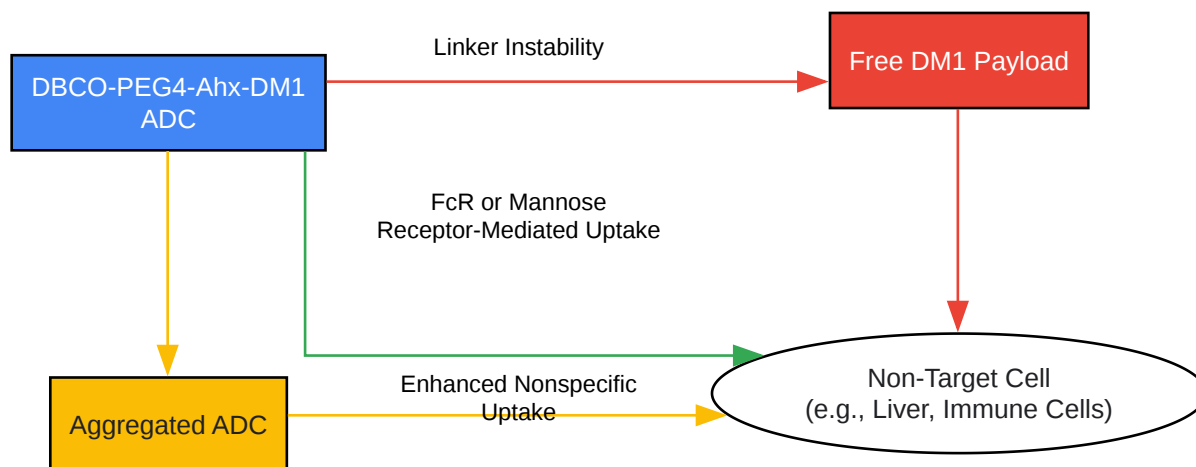 Linker Instability
Free DM1 Payload
DBCO-PEG4-Ahx-DM1
ADC
FcR or Mannose
Receptor-Mediated Uptake
Enhanced Nonspecific
Uptake
Non-Target Cell
(e.g., Liver, Immune Cells)
Aggregated ADC